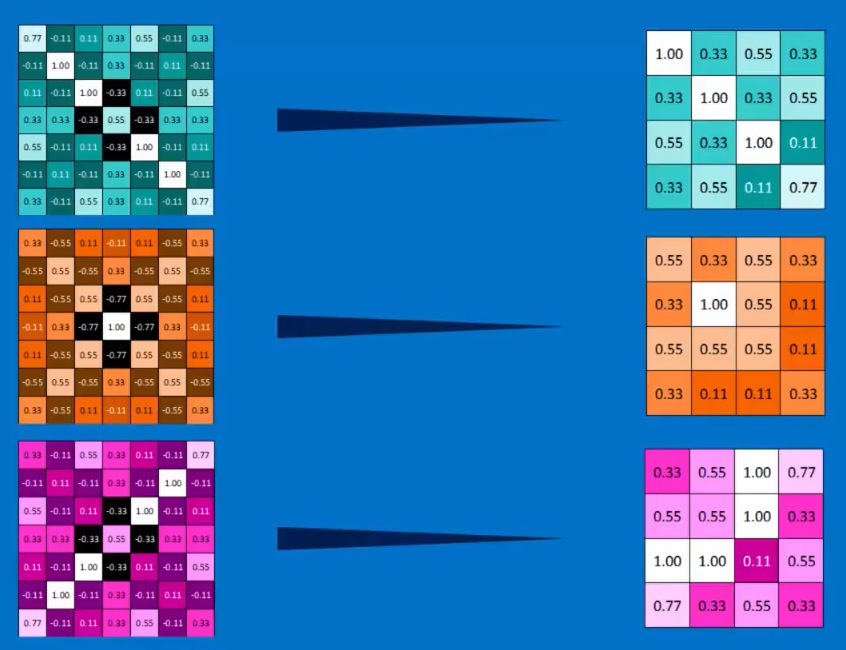 0.77 -0.11 0.11 0.33 0.55 -0.11 0.33
-0.11 1.00 -0.11 0.33 -0.11 0.11 -0.11
0.11 -0.11 1.00 -0.33 0.11 -0.11 0.55
0.33 0.33 -0.33 0.55 -0.33 0.33 0.33
0.55 -0.11 0.11 -0.33 1.00 -0.11 0.11
-0.11 0.11 -0.11 0.33 -0.11 1.00 -0.11
0.33 -0.11 0.55 0.33 0.11 -0.11 0.77
1.00 0.33 0.55 0.33
0.33 1.00 0.33 0.55
0.55 0.33 1.00 0.11
0.33 0.55 0.11 0.77
0.33 -0.55 0.11 -0.11 0.11 -0.55 0.33
-0.55 0.55 -0.55 0.33 -0.55 0.55 -0.55
0.11 -0.55 0.55 -0.77 0.55 -0.55 0.11
-0.11 0.33 -0.77 1.00 -0.77 0.33 -0.11
0.11 -0.55 0.55 -0.77 0.55 -0.55 0.11
-0.55 0.55 -0.55 0.33 -0.55 0.55 -0.55
0.33 -0.55 0.11 -0.11 0.11 -0.55 0.33
0.55 0.33 0.55 0.33
0.33 1.00 0.55 0.11
0.55 0.55 0.55 0.11
0.33 0.11 0.11 0.33
0.33 -0.11 0.55 0.33 0.11 -0.11 0.77
-0.11 0.11 -0.11 0.33 -0.11 1.00 -0.11
0.55 -0.11 0.11 -0.33 1.00 -0.11 0.11
0.33 0.33 -0.33 0.55 -0.33 0.33 0.33
0.11 -0.11 1.00 -0.33 0.11 -0.11 0.55
-0.11 1.00 -0.11 0.33 -0.11 0.11 -0.11
0.77 -0.11 0.11 0.33 0.55 -0.11 0.33
0.33 0.55 1.00 0.77
0.55 0.55 1.00 0.33
1.00 1.00 0.11 0.55
0.77 0.33 0.55 0.33